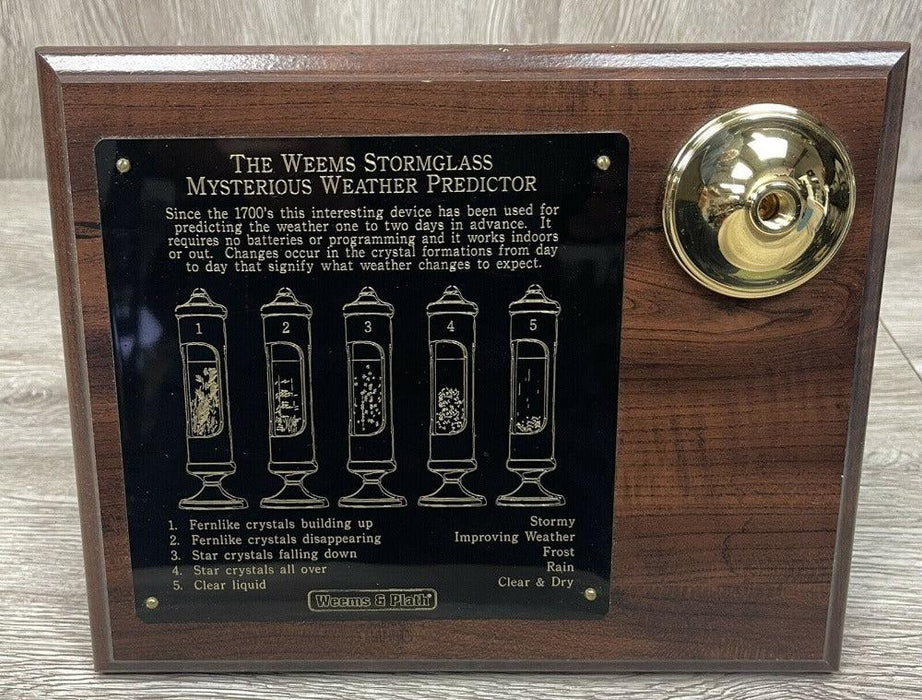 THE WEEMS STORMGLASS
MYSTERIOUS WEATHER PREDICTOR
Since the 1700's this interesting device has been used for
predicting the weather one to two days in advance. It
requires no batteries or programming and it works indoors
or out. Changes occur in the crystal formations from day
to day that signify what weather changes to expect.
1 2 3 4 5
1. Fernlike crystals building up Stormy
2. Fernlike crystals disappearing Improving Weather
3. Star crystals falling down Frost
4. Star crystals all over Rain
5. Clear liquid Clear & Dry
Weems & Plath®